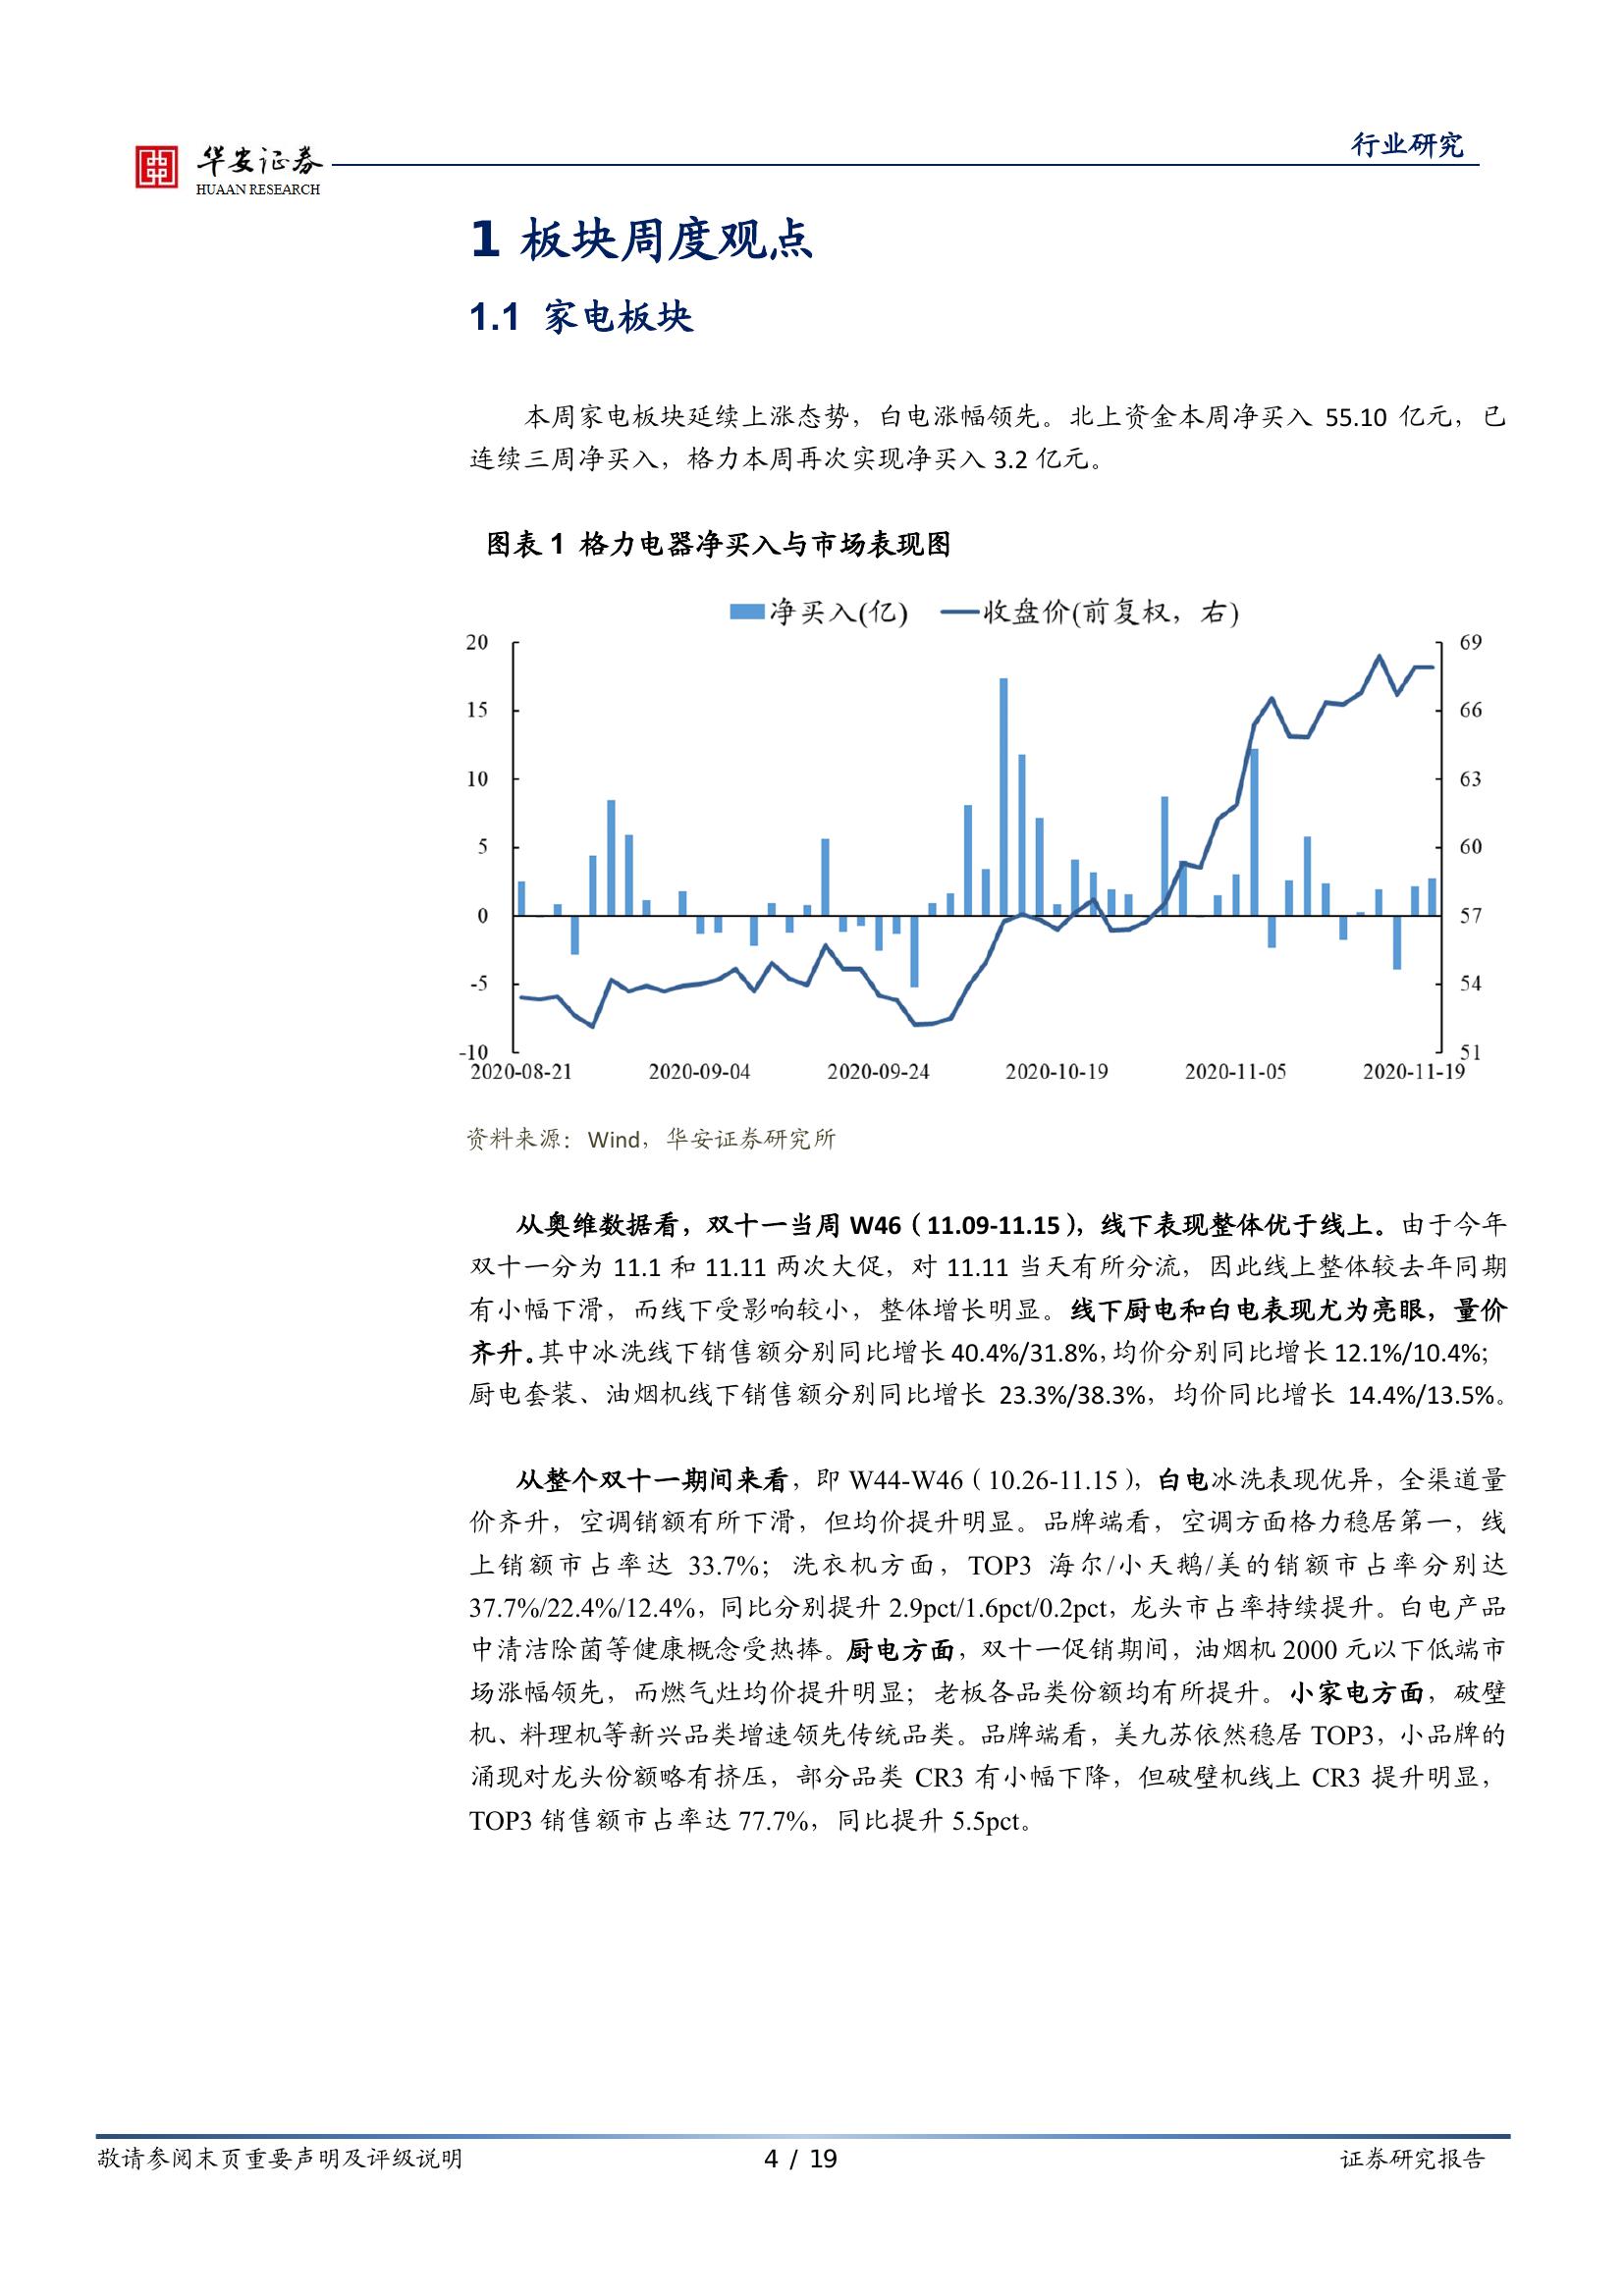 华安证券
HUAAN RESEARCH
行业研究
1 板块周度观点
1.1 家电板块
本周家电板块延续上涨态势，白电涨幅领先。北上资金本周净买入 55.10 亿元，已
连续三周净买入，格力本周再次实现净买入 3.2 亿元。
图表 1 格力电器净买入与市场表现图
净买入(亿) 收盘价(前复权，右)
20 69
15 66
10 63
5 60
0 57
-5 54
-10 51
2020-08-21 2020-09-04 2020-09-24 2020-10-19 2020-11-05 2020-11-19
资料来源：Wind，华安证券研究所
从奥维数据看，双十一当周 W46（11.09-11.15），线下表现整体优于线上。由于今年
双十一分为 11.1 和 11.11 两次大促，对 11.11 当天有所分流，因此线上整体较去年同期
有小幅下滑，而线下受影响较小，整体增长明显。线下厨电和白电表现尤为亮眼，量价
齐升。其中冰洗线下销售额分别同比增长 40.4%/31.8%，均价分别同比增长 12.1%/10.4%；
厨电套装、油烟机线下销售额分别同比增长 23.3%/38.3%，均价同比增长 14.4%/13.5%。
从整个双十一期间来看，即 W44-W46（10.26-11.15），白电冰洗表现优异，全渠道量
价齐升，空调销额有所下滑，但均价提升明显。品牌端看，空调方面格力稳居第一，线
上销额市占率达 33.7%；洗衣机方面，TOP3 海尔/小天鹅/美的销额市占率分别达
37.7%/22.4%/12.4%，同比分别提升 2.9pct/1.6pct/0.2pct，龙头市占率持续提升。白电产品
中清洁除菌等健康概念受热捧。厨电方面，双十一促销期间，油烟机 2000 元以下低端市
场涨幅领先，而燃气灶均价提升明显；老板各品类份额均有所提升。小家电方面，破壁
机、料理机等新兴品类增速领先传统品类。品牌端看，美九苏依然稳居 TOP3，小品牌的
涌现对龙头份额略有挤压，部分品类 CR3 有小幅下降，但破壁机线上 CR3 提升明显，
TOP3 销售额市占率达 77.7%，同比提升 5.5pct。
敬请参阅末页重要声明及评级说明 4 / 19 证券研究报告